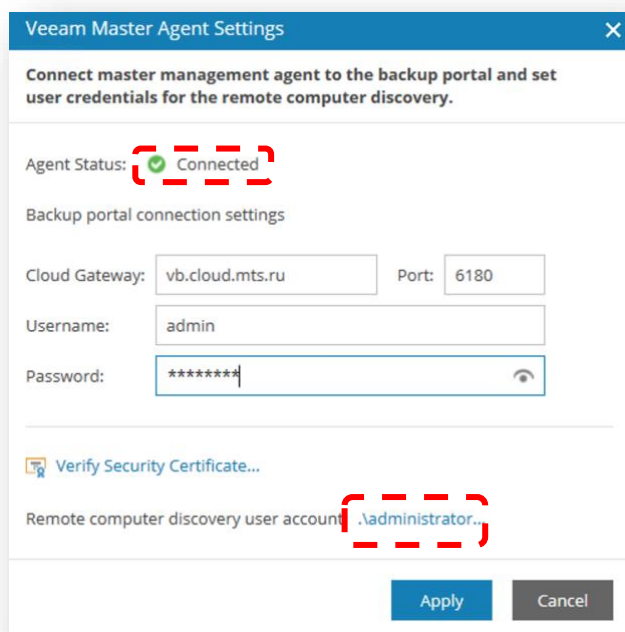 Veeam Master Agent Settings
Connect master management agent to the backup portal and set
user credentials for the remote computer discovery.
Agent Status: Connected
Backup portal connection settings
Cloud Gateway: vb.cloud.mts.ru Port: 6180
Username: admin
Password: ********
Verify Security Certificate...
Remote computer discovery user account .\administrator...
Apply Cancel